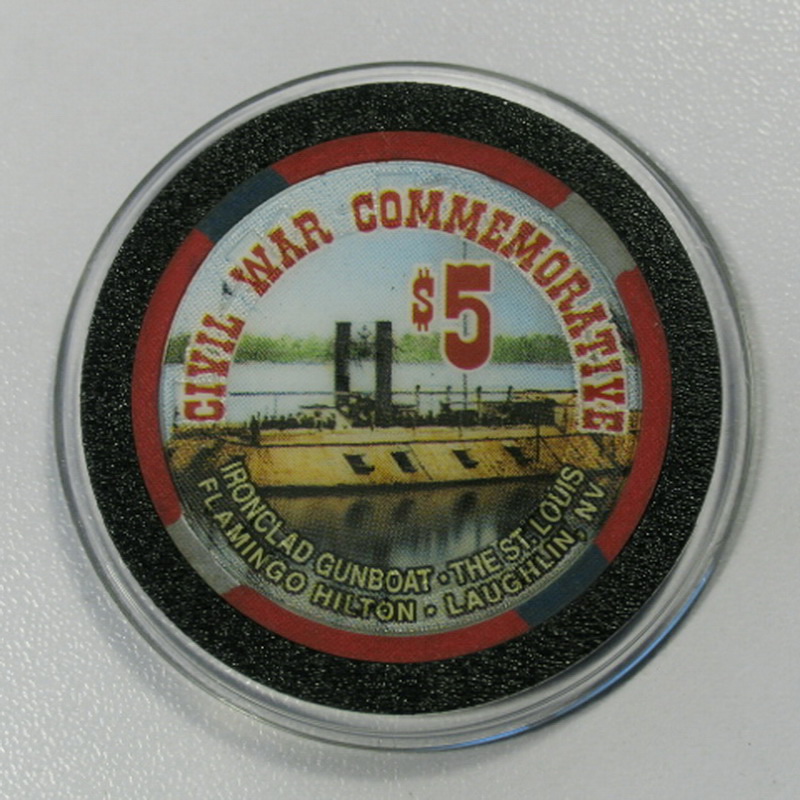 CIVIL WAR COMMEMORATIVE
$5
IRONCLAD GUNBOAT • THE ST. LOUIS
FLAMINGO HILTON • LAUGHLIN, NV